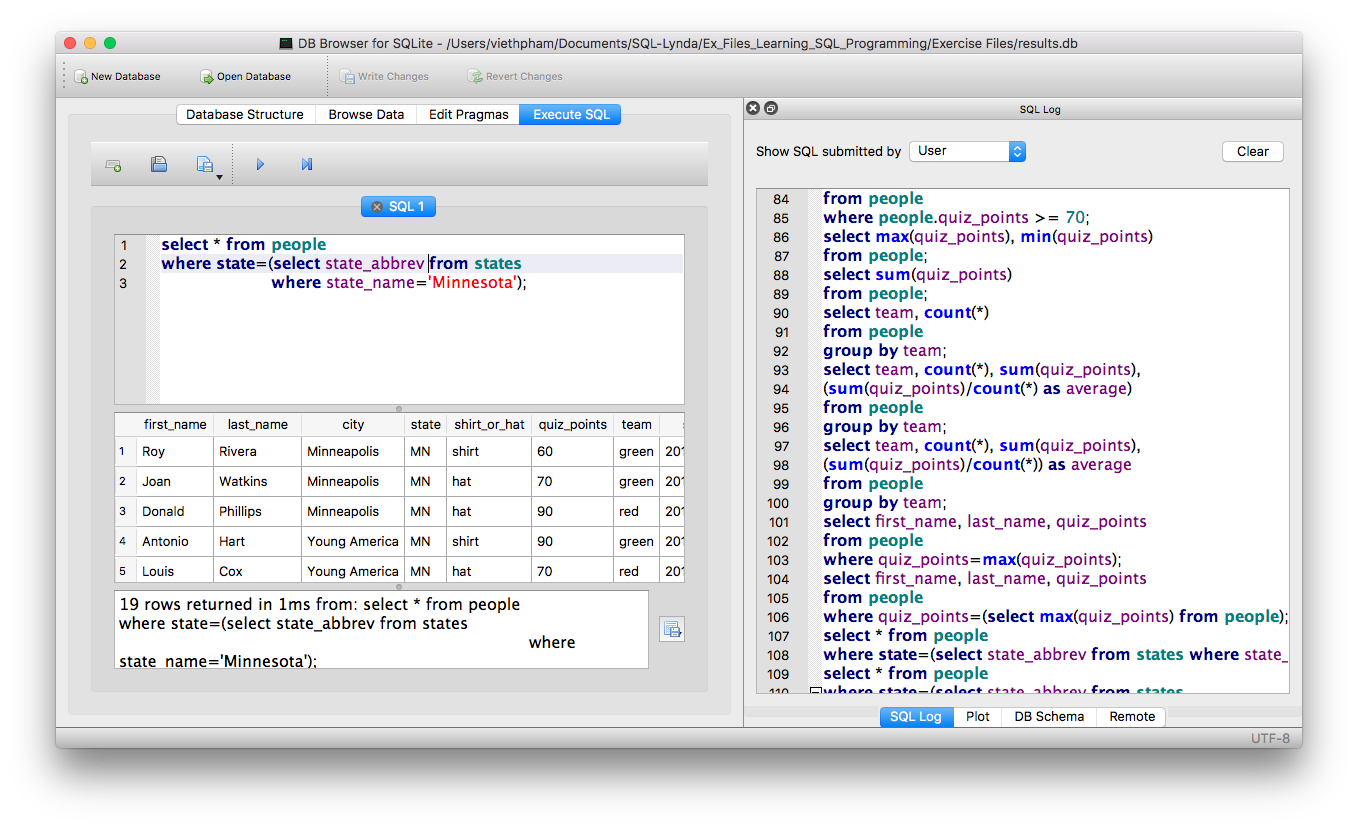 DB Browser for SQLite - /Users/viethpham/Documents/SQL-Lynda/Ex_Files_Learning_SQL_Programming/Exercise Files/results.db
New Database Open Database Write Changes Revert Changes
Database Structure Browse Data Edit Pragmas Execute SQL
SQL 1
1 select * from people
2 where state=(select state_abbrev from states
3 where state_name='Minnesota');
first_name last_name city state shirt_or_hat quiz_points team
1 Roy Rivera Minneapolis MN shirt 60 green 201
2 Joan Watkins Minneapolis MN hat 70 green 201
3 Donald Phillips Minneapolis MN hat 90 red 201
4 Antonio Hart Young America MN shirt 90 green 201
5 Louis Cox Young America MN hat 70 red 201
19 rows returned in 1ms from: select * from people
where state=(select state_abbrev from states
where
state_name='Minnesota');
SQL Log
Show SQL submitted by User Clear
84 from people
85 where people.quiz_points >= 70;
86 select max(quiz_points), min(quiz_points)
87 from people;
88 select sum(quiz_points)
89 from people;
90 select team, count(*)
91 from people
92 group by team;
93 select team, count(*), sum(quiz_points),
94 (sum(quiz_points)/count(*) as average)
95 from people
96 group by team;
97 select team, count(*), sum(quiz_points),
98 (sum(quiz_points)/count(*)) as average
99 from people
100 group by team;
101 select first_name, last_name, quiz_points
102 from people
103 where quiz_points=max(quiz_points);
104 select first_name, last_name, quiz_points
105 from people
106 where quiz_points=(select max(quiz_points) from people);
107 select * from people
108 where state=(select state_abbrev from states where state_
109 select * from people
110 where state=(select state_abbrev from states
SQL Log Plot DB Schema Remote
UTF-8